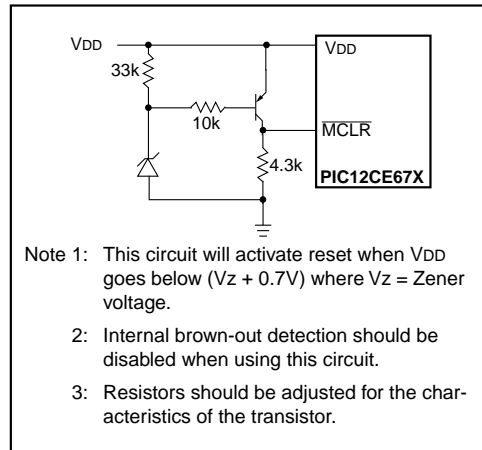 VDD
VDD
33k
10k
MCLR
4.3k
PIC12CE67X
Note 1: This circuit will activate reset when VDD
goes below (Vz + 0.7V) where Vz = Zener
voltage.
2: Internal brown-out detection should be
disabled when using this circuit.
3: Resistors should be adjusted for the char-
acteristics of the transistor.